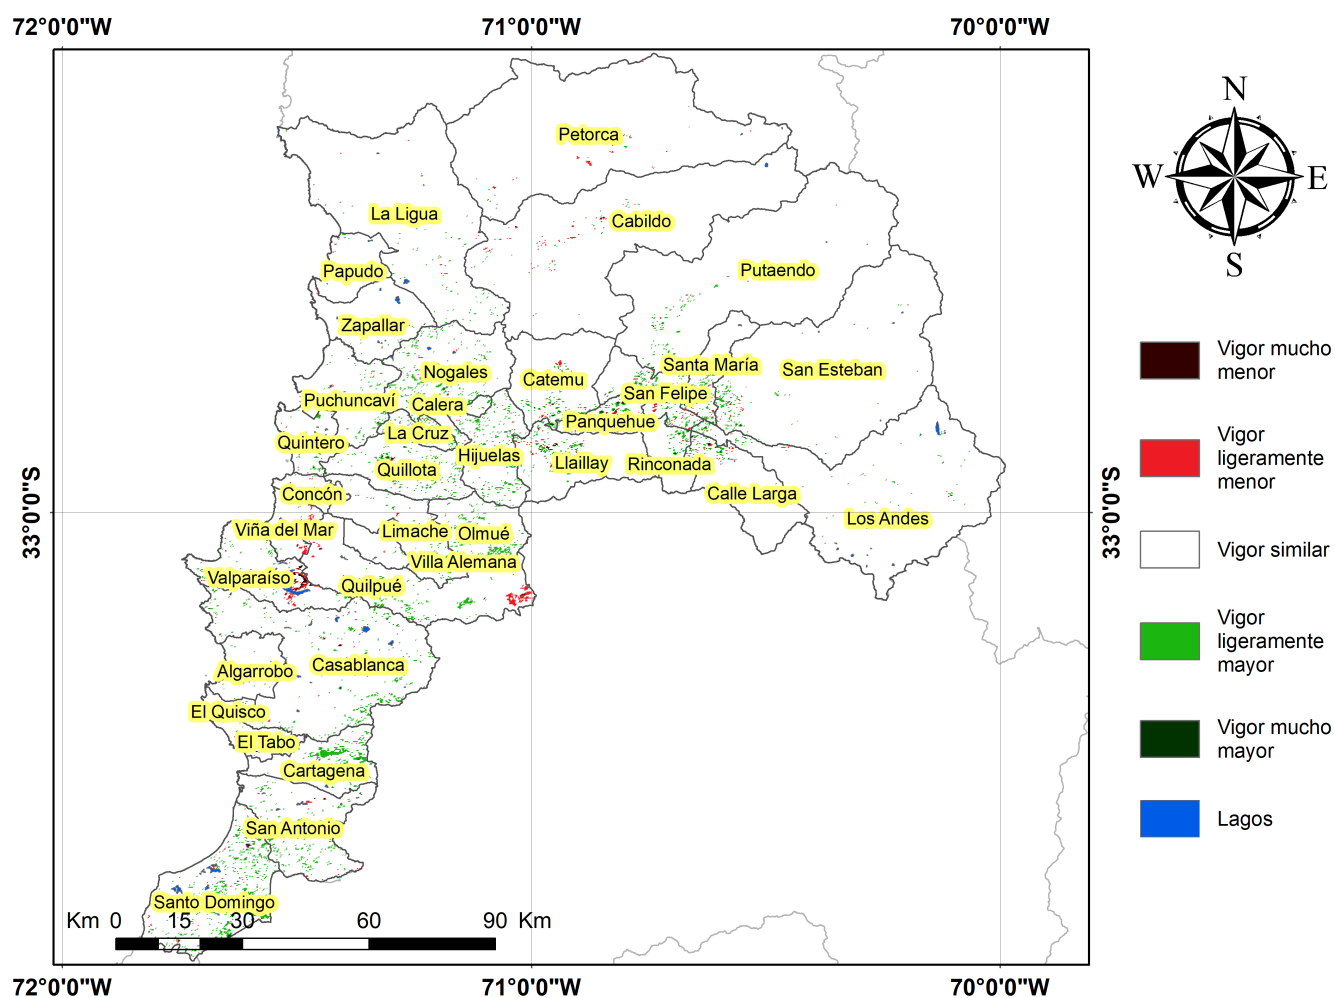 72°0'0"W 71°0'0"W 70°0'0"W
N
W E
S
Petorca
La Ligua
Cabildo
Papudo
Putaendo
Zapallar
Nogales
Catemu
Santa María
San Esteban
Puchuncaví
Calera
San Felipe
Panquehue
La Cruz
Quintero
Hijuelas
Llaillay
Rinconada
Quillota
Concón
Calle Larga
33°0'0"S
33°0'0"S
Los Andes
Viña del Mar
Limache
Olmué
Villa Alemana
Valparaíso
Quilpué
Algarrobo
Casablanca
El Quisco
El Tabo
Cartagena
San Antonio
Santo Domingo
Km 0 15 30 60 90 Km
72°0'0"W 71°0'0"W 70°0'0"W
Vigor mucho
menor
Vigor
ligeramente
menor
Vigor similar
Vigor
ligeramente
mayor
Vigor mucho
mayor
Lagos